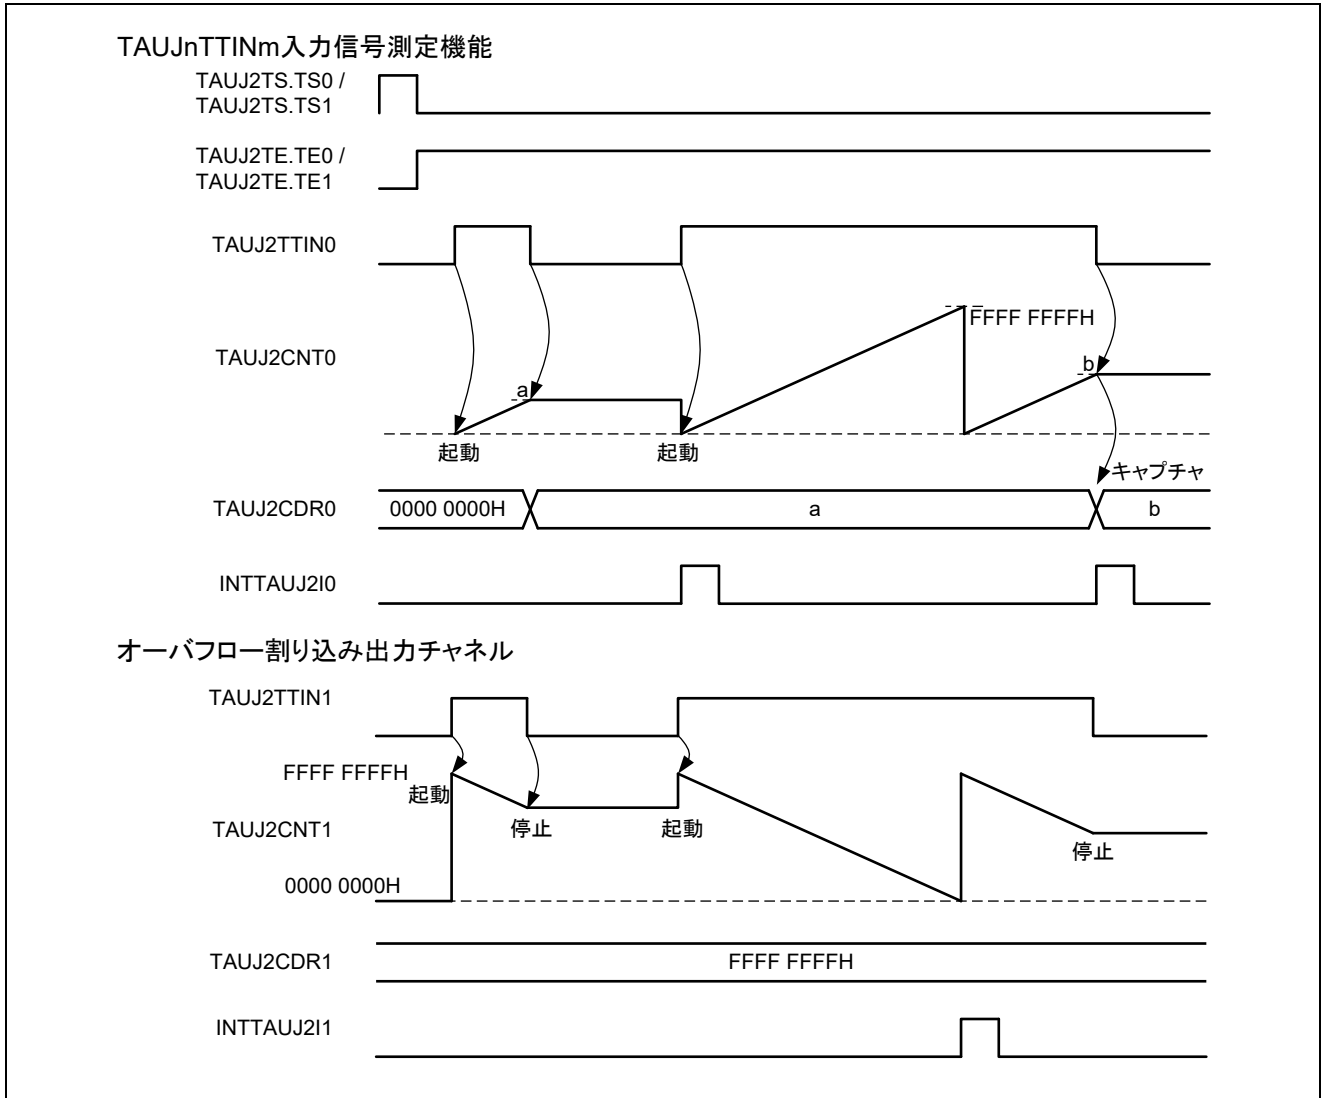 TAUJnTTINm入力信号測定機能
TAUJ2TS.TS0 /
TAUJ2TS.TS1
TAUJ2TE.TE0 /
TAUJ2TE.TE1
TAUJ2TTIN0
FFFF FFFFH
TAUJ2CNT0
a
b
起動
起動
キャプチャ
TAUJ2CDR0
0000 0000H
a
b
INTTAUJ2I0
オーバフロー割り込み出力チャネル
TAUJ2TTIN1
FFFF FFFFH
起動
TAUJ2CNT1
停止
起動
停止
0000 0000H
TAUJ2CDR1
FFFF FFFFH
INTTAUJ2I1